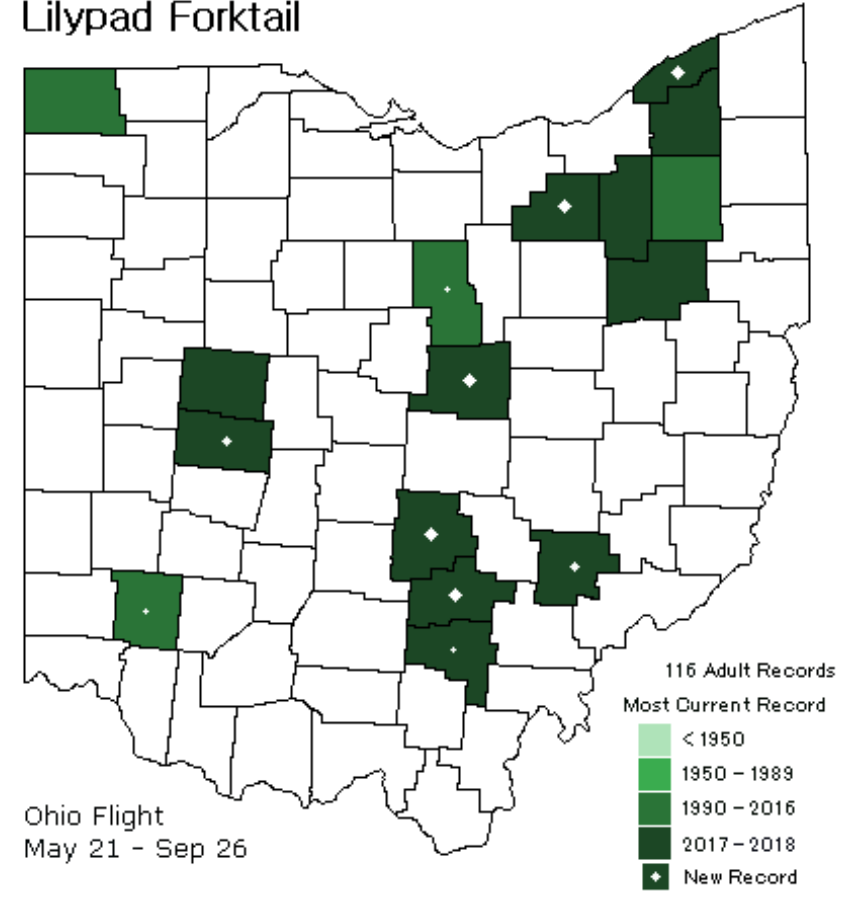 Lilypad Forktail
116 Adult Records
Most Current Record
< 1950
1950 - 1989
1990 - 2016
2017 - 2018
New Record
Ohio Flight
May 21 - Sep 26